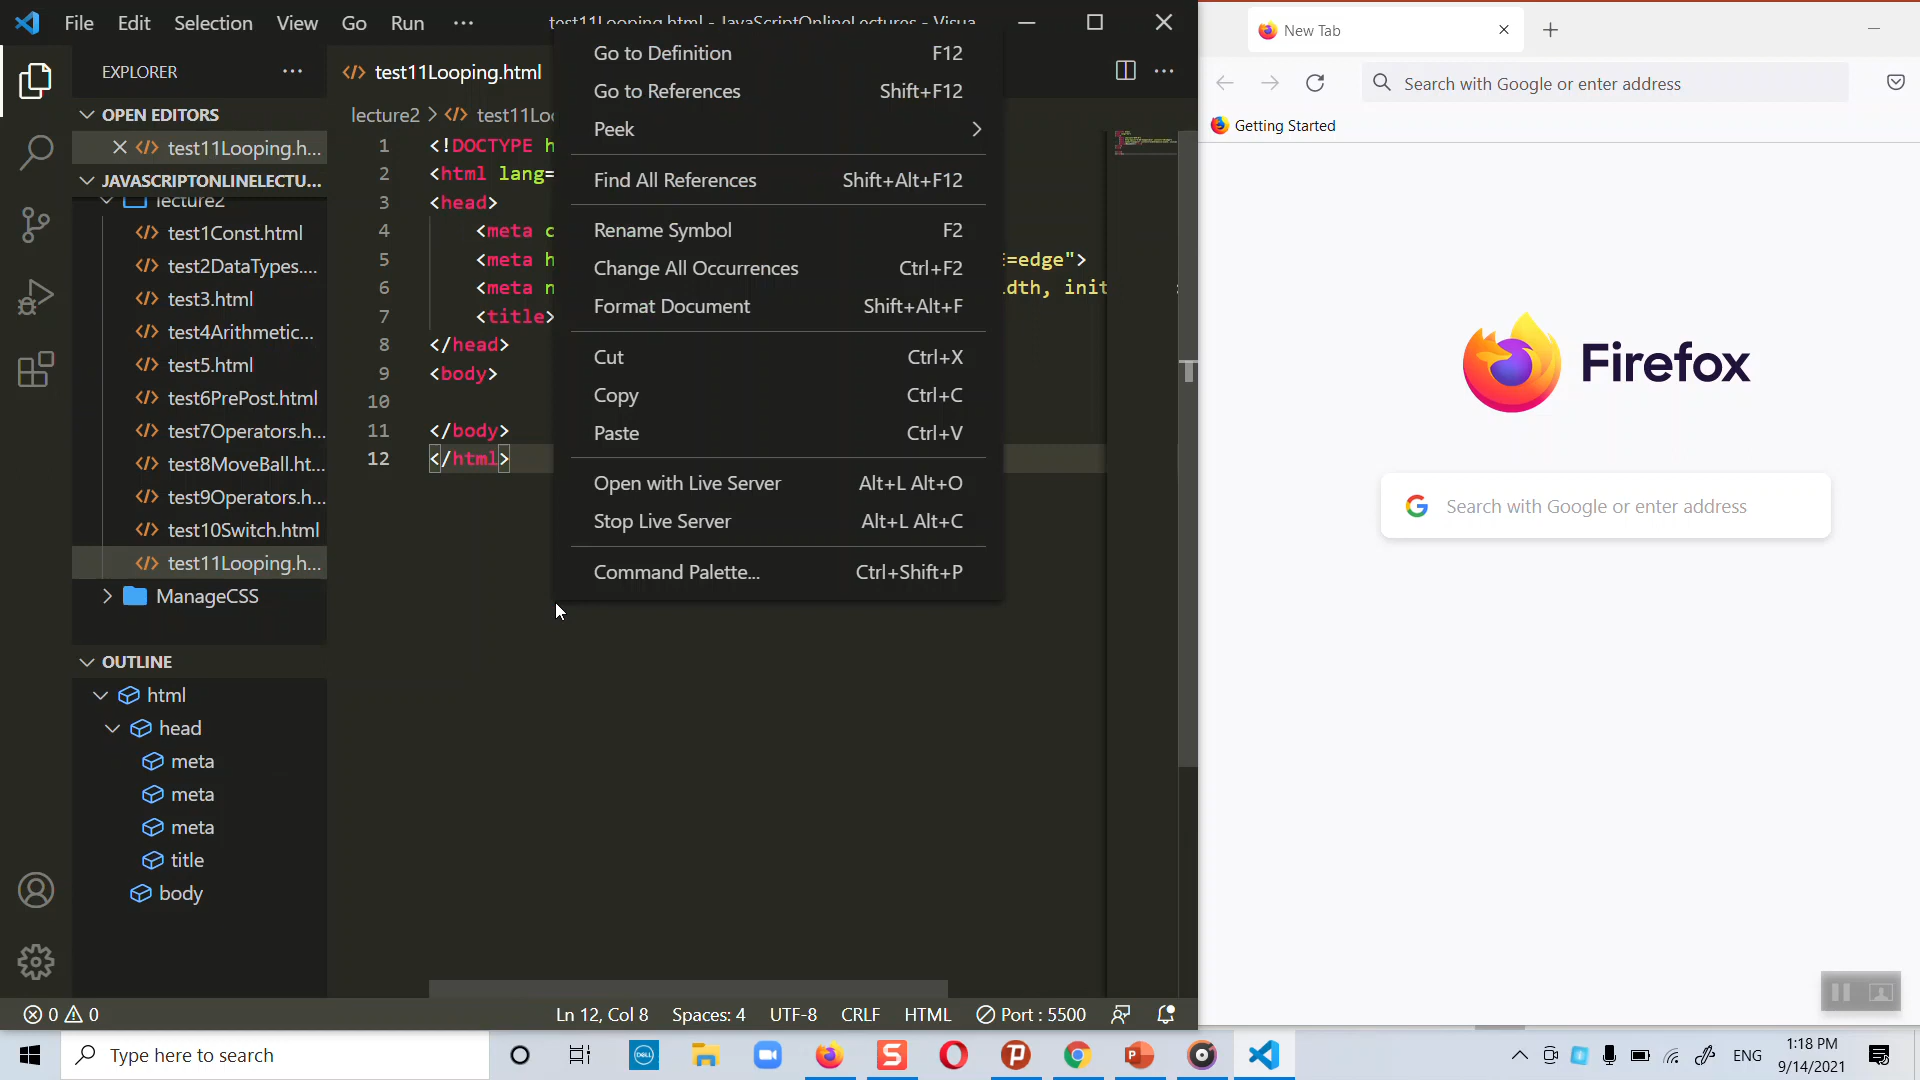 File Edit Selection View Go Run ···
test11Looping.html - JavaScriptOnlineLectures - Visua
EXPLORER
OPEN EDITORS
test11Looping.h...
JAVASCRIPTONLINELECTU...
lecture2
test1Const.html
test2DataTypes....
test3.html
test4Arithmetic...
test5.html
test6PrePost.html
test7Operators.h...
test8MoveBall.ht...
test9Operators.h...
test10Switch.html
test11Looping.h...
ManageCSS
OUTLINE
html
head
meta
meta
meta
title
body
test11Looping.html
lecture2 > test11Loo
1 <!DOCTYPE h
2 <html lang=
3 <head>
4 <meta c
5 <meta h =edge">
6 <meta n dth, init
7 <title>
8 </head>
9 <body>
10
11 </body>
12 </html>
Go to Definition F12
Go to References Shift+F12
Peek
Find All References Shift+Alt+F12
Rename Symbol F2
Change All Occurrences Ctrl+F2
Format Document Shift+Alt+F
Cut Ctrl+X
Copy Ctrl+C
Paste Ctrl+V
Open with Live Server Alt+L Alt+O
Stop Live Server Alt+L Alt+C
Command Palette... Ctrl+Shift+P
0 0
Ln 12, Col 8 Spaces: 4 UTF-8 CRLF HTML Port : 5500
New Tab
Search with Google or enter address
Getting Started
Firefox
Search with Google or enter address
Type here to search
DELL
ENG
1:18 PM
9/14/2021